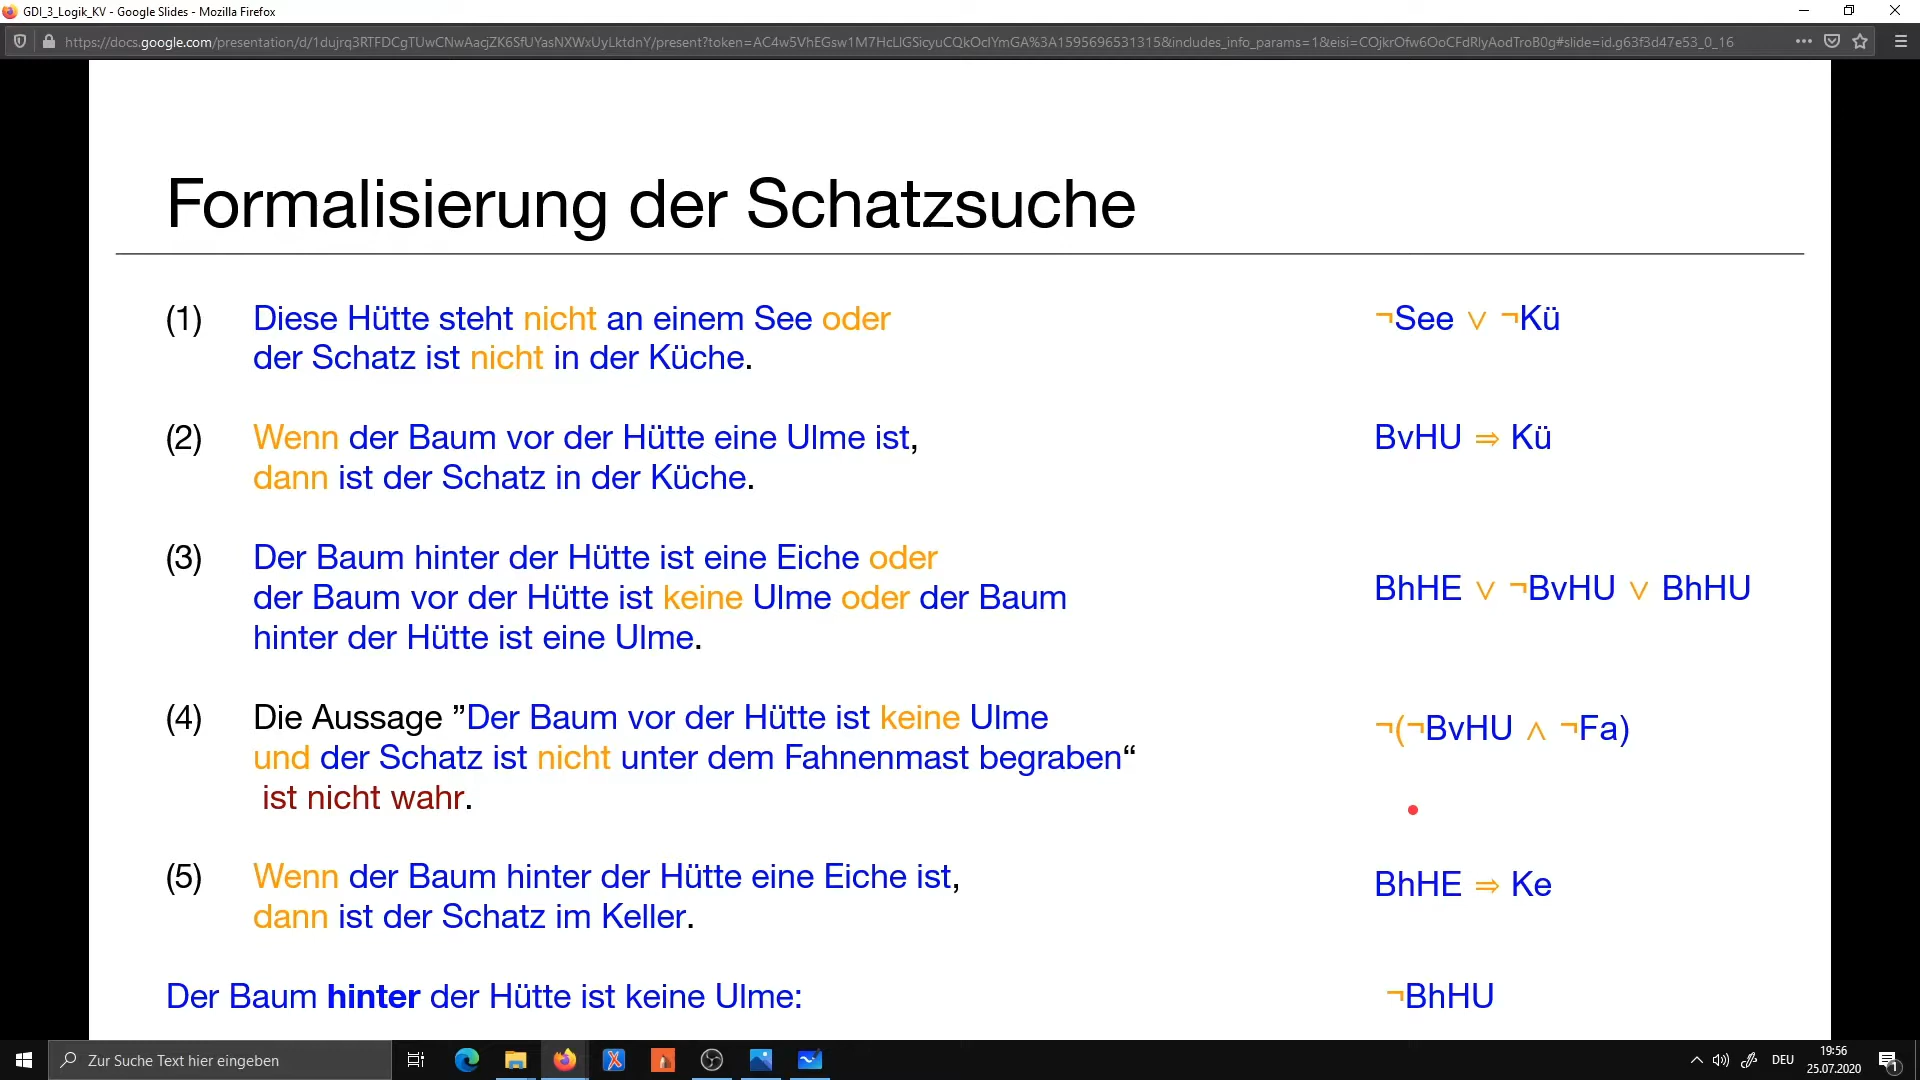 GDI_3_Logik_KV - Google Slides - Mozilla Firefox
Formalisierung der Schatzsuche
(1) Diese Hütte steht nicht an einem See oder ¬See ∨ ¬Kü
der Schatz ist nicht in der Küche.
(2) Wenn der Baum vor der Hütte eine Ulme ist, BvHU ⇒ Kü
dann ist der Schatz in der Küche.
(3) Der Baum hinter der Hütte ist eine Eiche oder
der Baum vor der Hütte ist keine Ulme oder der Baum BhHE ∨ ¬BvHU ∨ BhHU
hinter der Hütte ist eine Ulme.
(4) Die Aussage ”Der Baum vor der Hütte ist keine Ulme ¬(¬BvHU ∧ ¬Fa)
und der Schatz ist nicht unter dem Fahnenmast begraben“
ist nicht wahr.
(5) Wenn der Baum hinter der Hütte eine Eiche ist, BhHE ⇒ Ke
dann ist der Schatz im Keller.
Der Baum hinter der Hütte ist keine Ulme: ¬BhHU
Zur Suche Text hier eingeben
DEU
19:56
25.07.2020
1